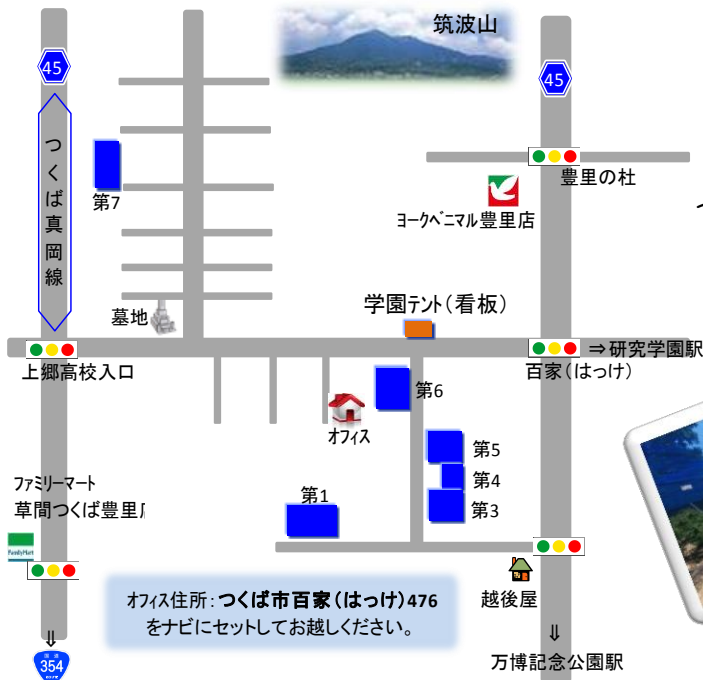 筑波山
45
45
つくば真岡線
第7
豊里の杜
ヨークベニマル豊里店
墓地
学園テント(看板)
⇒研究学園駅
上郷高校入口
百家(はっけ)
第6
オフィス
第5
第4
第3
第1
ファミリーマート
草間つくば豊里
FamilyMart
越後屋
オフィス住所:つくば市百家(はっけ)476
をナビにセットしてお越しください。
⇓
⇓
354
万博記念公園駅